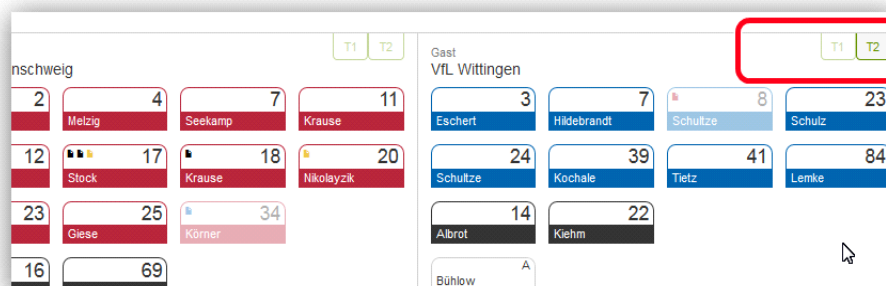 T1 T2
nschweig
2 4 7 11
Melzig Seekamp Krause
12 17 18 20
Stock Krause Nikolayzik
23 25 34
Giese Körner
16 69
Gast
VfL Wittingen
T1 T2
3 7 8 23
Eschert Hildebrandt Schultze Schulz
24 39 41 84
Schultze Kochale Tietz Lemke
14 22
Albrot Kiehm
A
Bühlow